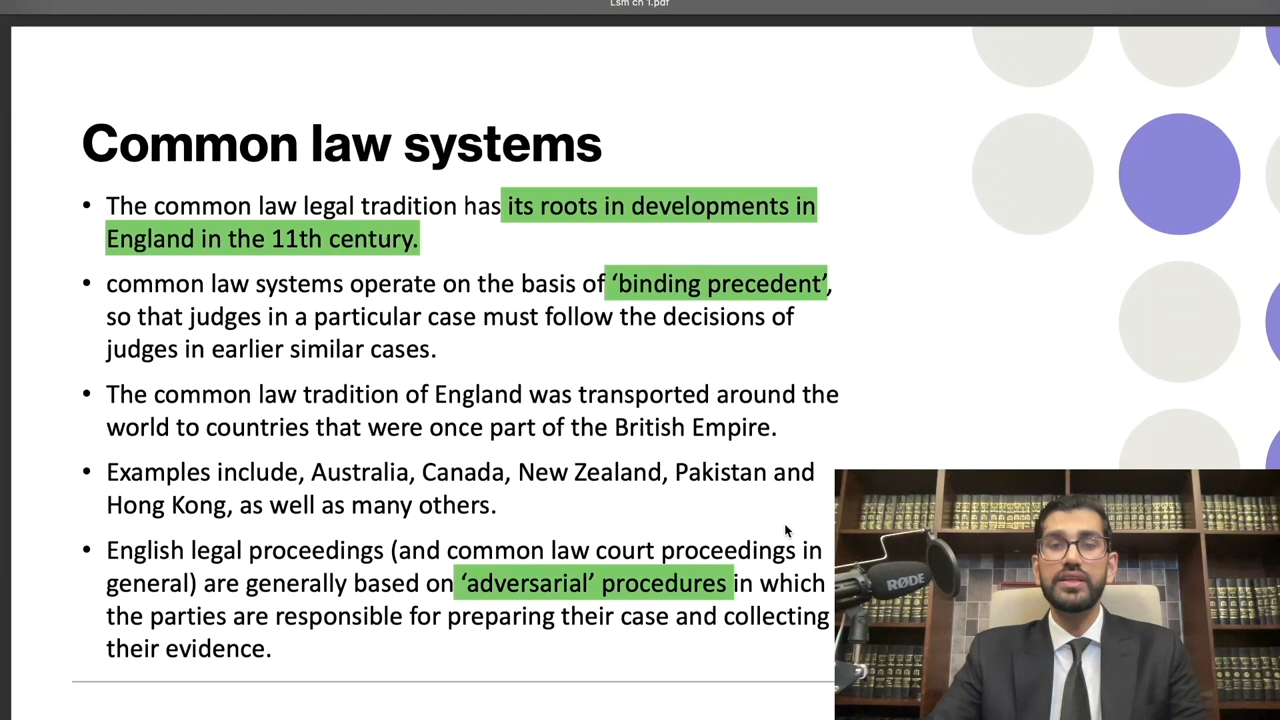 Lsm ch 1.pdf
Common law systems
• The common law legal tradition has its roots in developments in
England in the 11th century.
• common law systems operate on the basis of ‘binding precedent’,
so that judges in a particular case must follow the decisions of
judges in earlier similar cases.
• The common law tradition of England was transported around the
world to countries that were once part of the British Empire.
• Examples include, Australia, Canada, New Zealand, Pakistan and
Hong Kong, as well as many others.
• English legal proceedings (and common law court proceedings in
general) are generally based on ‘adversarial’ procedures in which
the parties are responsible for preparing their case and collecting
their evidence.
RØDE